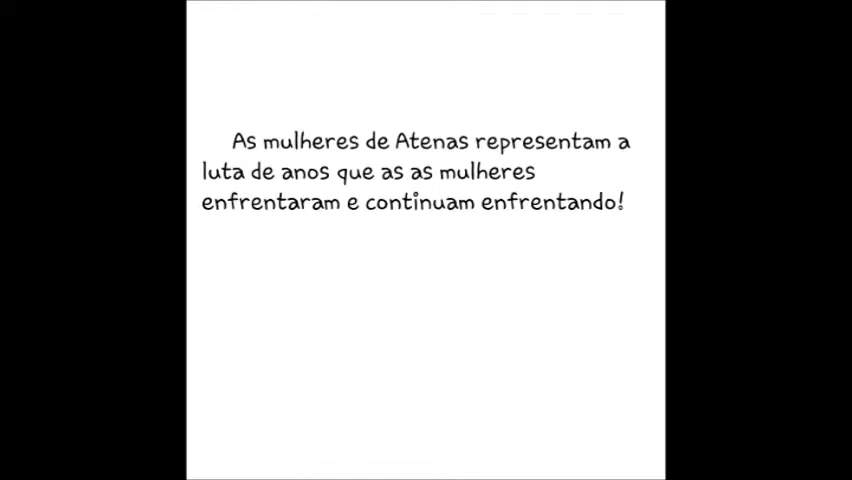 As mulheres de Atenas representam a
luta de anos que as as mulheres
enfrentaram e continuam enfrentando!